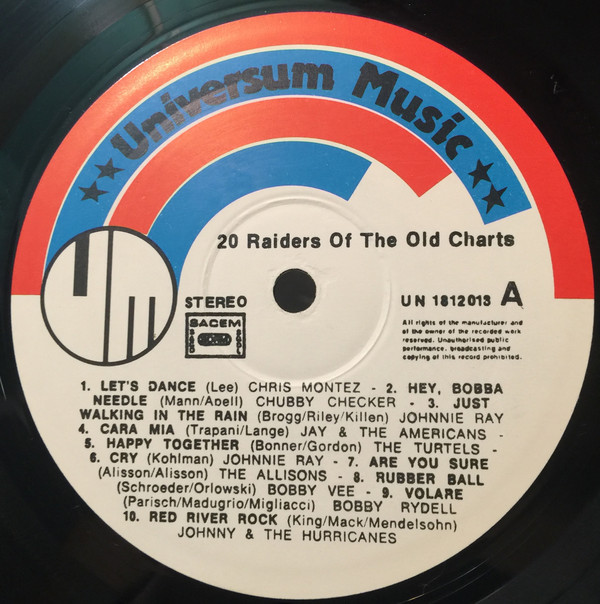 ★★Universum Music★★
20 Raiders Of The Old Charts
STEREO
SACEM
UN 1812013 A
All rights of the manufacturer and
of the owner of the recorded work
reserved. Unauthorised public
performance, broadcasting and
copying of this record prohibited.
1. LET'S DANCE (Lee) CHRIS MONTEZ - 2. HEY, BOBBA
NEEDLE (Mann/Apell) CHUBBY CHECKER - 3. JUST
WALKING IN THE RAIN (Brogg/Riley/Killen) JOHNNIE RAY
4. CARA MIA (Trapani/Lange) JAY & THE AMERICANS -
5. HAPPY TOGETHER (Bonner/Gordon) THE TURTELS -
6. CRY (Kohlman) JOHNNIE RAY - 7. ARE YOU SURE
(Alisson/Alisson) THE ALLISONS - 8. RUBBER BALL
(Schroeder/Orlowski) BOBBY VEE - 9. VOLARE
(Parisch/Madugrio/Migliacci) BOBBY RYDELL
10. RED RIVER ROCK (King/Mack/Mendelsohn)
JOHNNY & THE HURRICANES